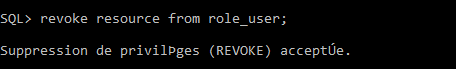 SQL> revoke resource from role_user;
Suppression de privilÞges (REVOKE) acceptÚe.